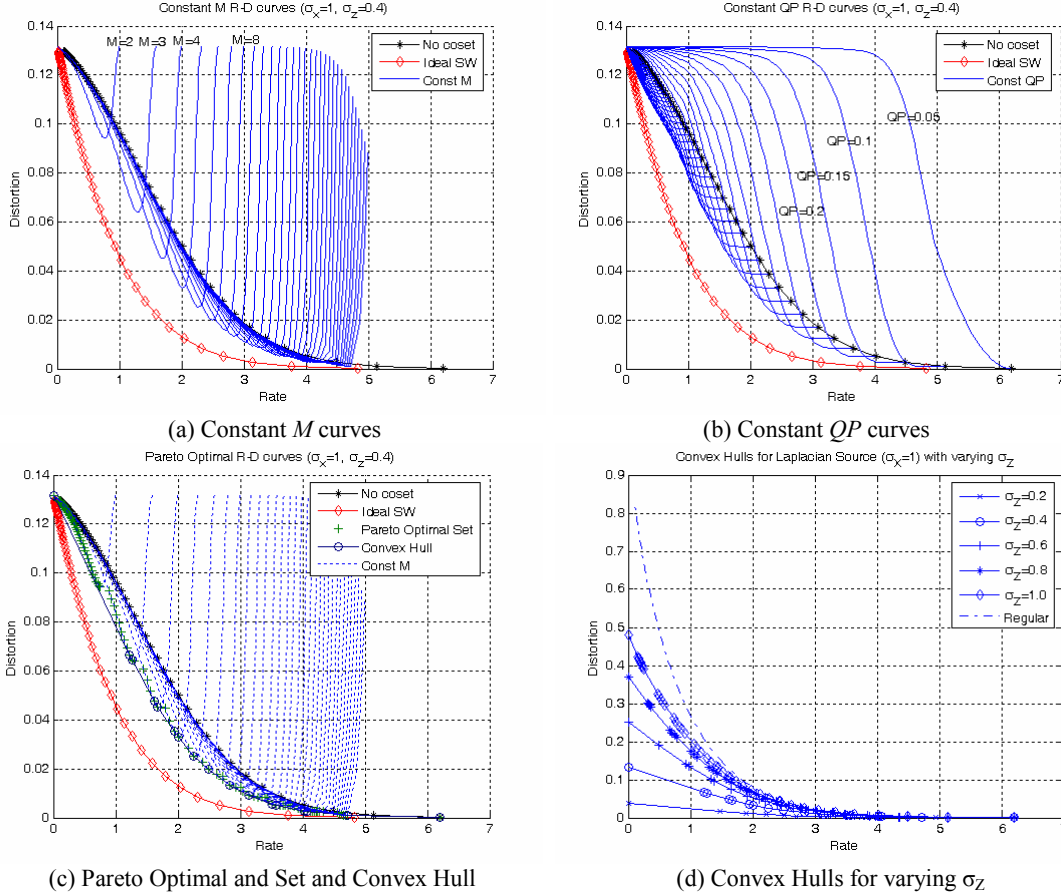 Constant M R-D curves (σX=1, σZ=0.4)
0.14
0.12
0.1
0.08
0.06
0.04
0.02
0
Distortion
M=2
M=3
M=4
M=8
No coset
Ideal SW
Const M
0 1 2 3 4 5 6 7
Rate
(a) Constant M curves
Constant QP R-D curves (σX=1, σZ=0.4)
0.14
0.12
0.1
0.08
0.06
0.04
0.02
0
Distortion
No coset
Ideal SW
Const QP
QP=0.05
QP=0.1
QP=0.15
QP=0.2
0 1 2 3 4 5 6 7
Rate
(b) Constant QP curves
Pareto Optimal R-D curves (σX=1, σZ=0.4)
0.14
0.12
0.1
0.08
0.06
0.04
0.02
0
Distortion
No coset
Ideal SW
Pareto Optimal Set
Convex Hull
Const M
0 1 2 3 4 5 6 7
Rate
(c) Pareto Optimal and Set and Convex Hull
Convex Hulls for Laplacian Source (σX=1) with varying σZ
0.9
0.8
0.7
0.6
0.5
0.4
0.3
0.2
0.1
0
Distortion
σZ=0.2
σZ=0.4
σZ=0.6
σZ=0.8
σZ=1.0
Regular
0 1 2 3 4 5 6 7
Rate
(d) Convex Hulls for varying σZ